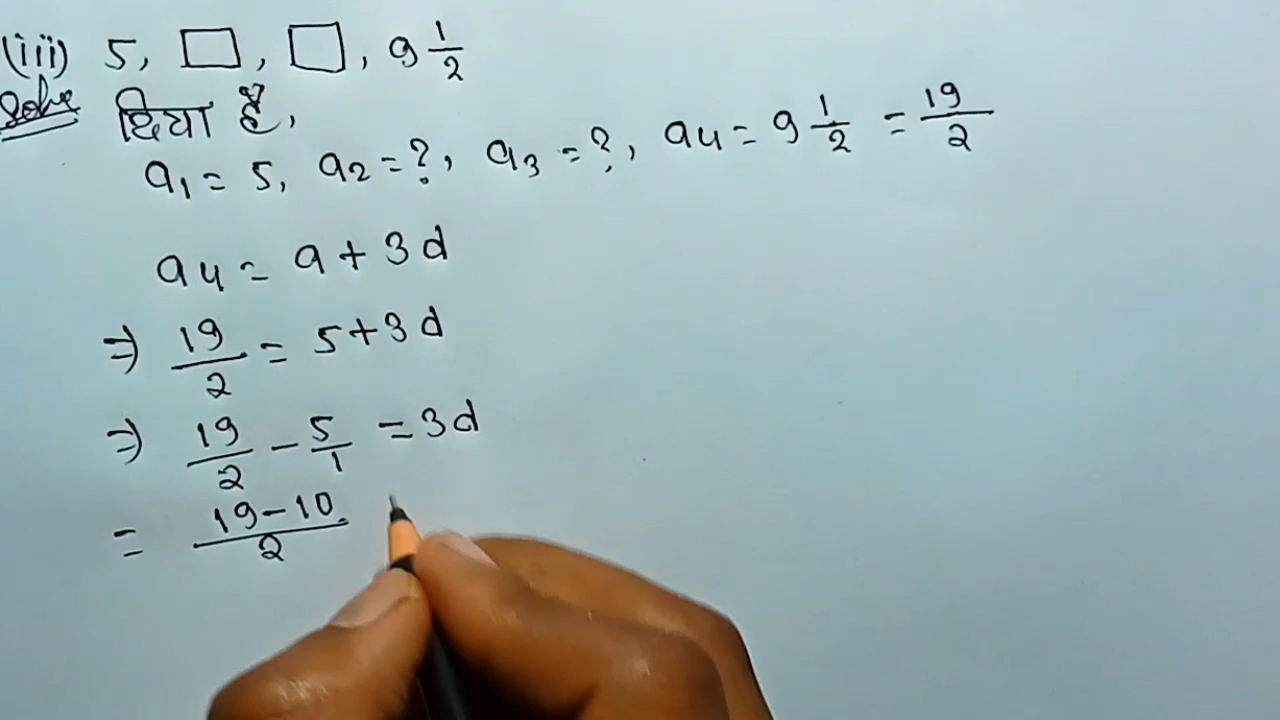 (iii) 5, □, □, 9 1/2
Solve दिया है,
a1 = 5, a2 = ?, a3 = ?, a4 = 9 1/2 = 19/2
a4 = a + 3d
⇒ 19/2 = 5 + 3d
⇒ 19/2 - 5/1 = 3d
= 19 - 10/2